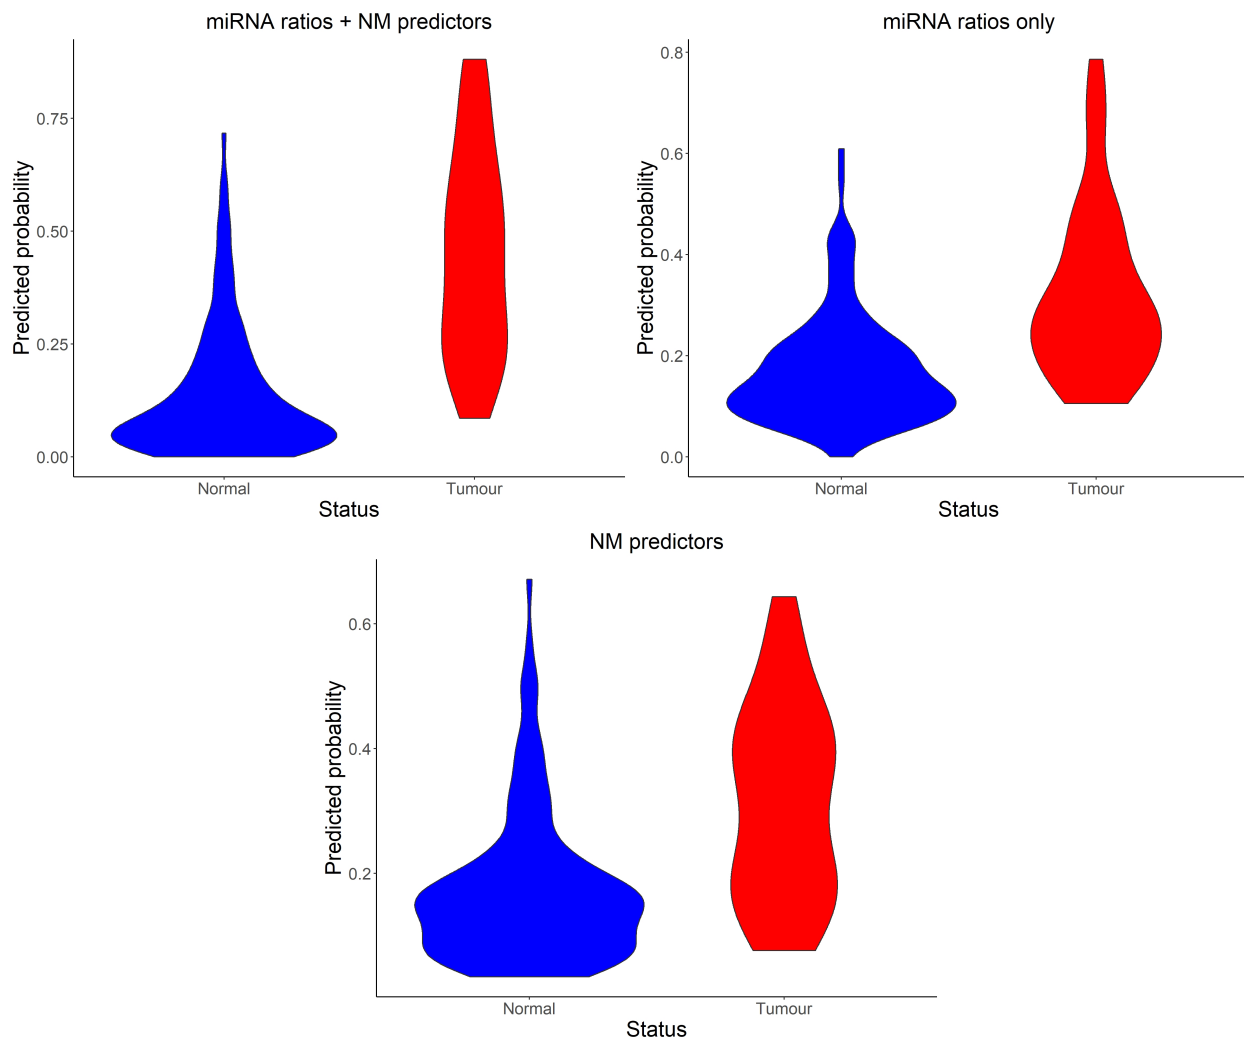 miRNA ratios + NM predictors
Predicted probability
0.75
0.50
0.25
0.00
Normal
Tumour
Status
miRNA ratios only
Predicted probability
0.8
0.6
0.4
0.2
0.0
Normal
Tumour
Status
NM predictors
Predicted probability
0.6
0.4
0.2
Normal
Tumour
Status